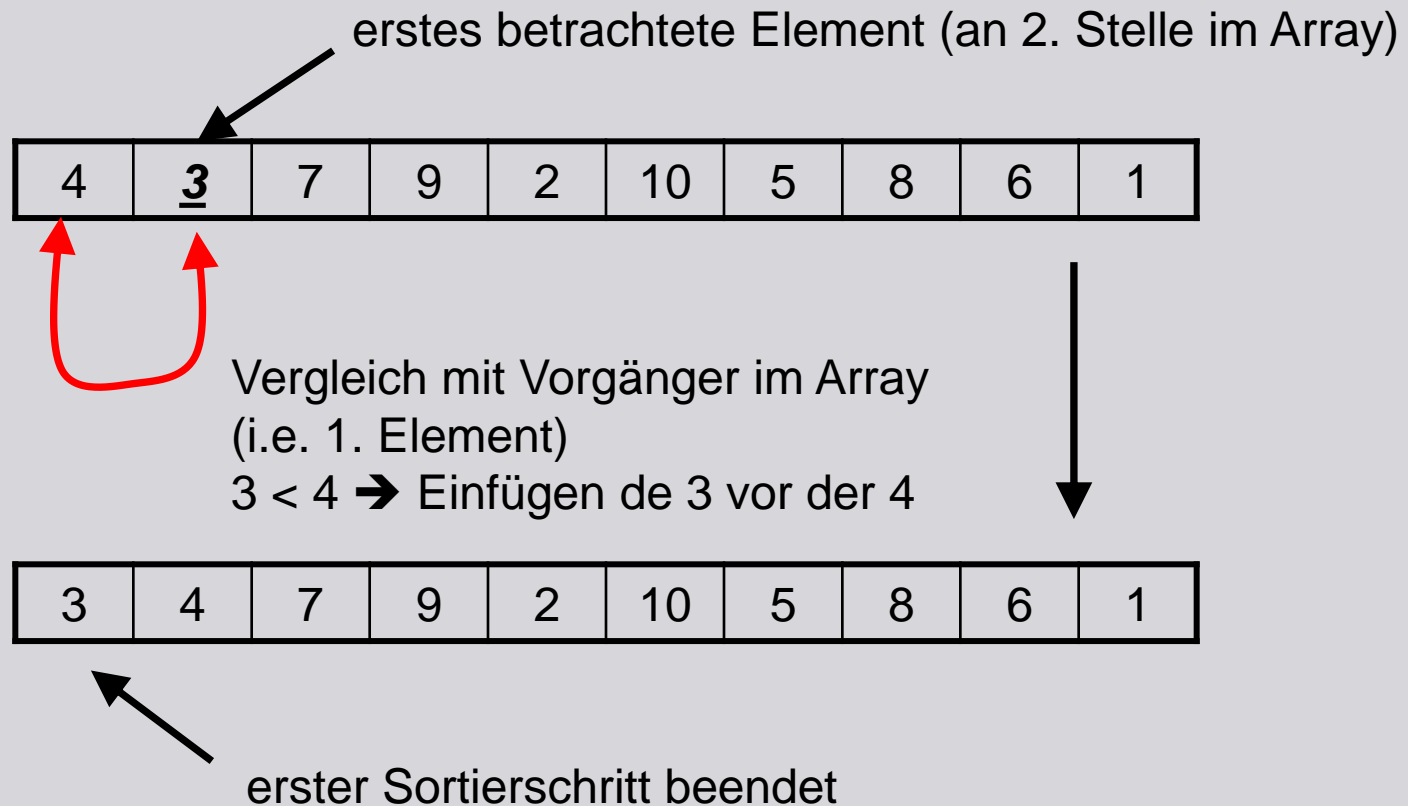 erstes betrachtete Element (an 2. Stelle im Array)
4 3 7 9 2 10 5 8 6 1
Vergleich mit Vorgänger im Array
(i.e. 1. Element)
3 < 4 ➔ Einfügen de 3 vor der 4
3 4 7 9 2 10 5 8 6 1
erster Sortierschritt beendet